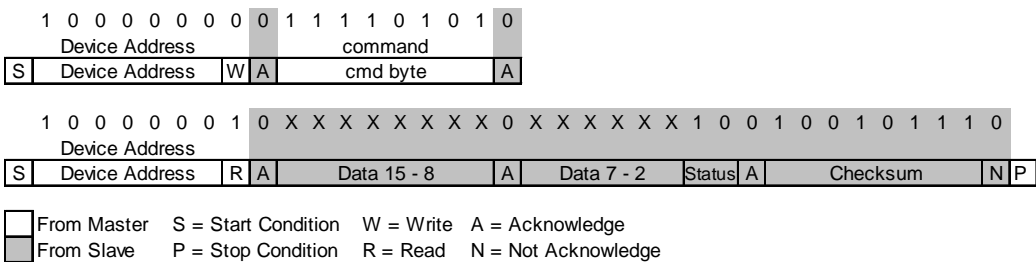 1 0 0 0 0 0 0 0 0 1 1 1 1 0 1 0 1 0
Device Address command
S Device Address W A cmd byte A
1 0 0 0 0 0 0 1 0 X X X X X X X X 0 X X X X X X 1 0 0 1 0 0 1 0 1 1 1 0
Device Address
S Device Address R A Data 15 - 8 A Data 7 - 2 Status A Checksum N P
From Master S = Start Condition W = Write A = Acknowledge
From Slave P = Stop Condition R = Read N = Not Acknowledge